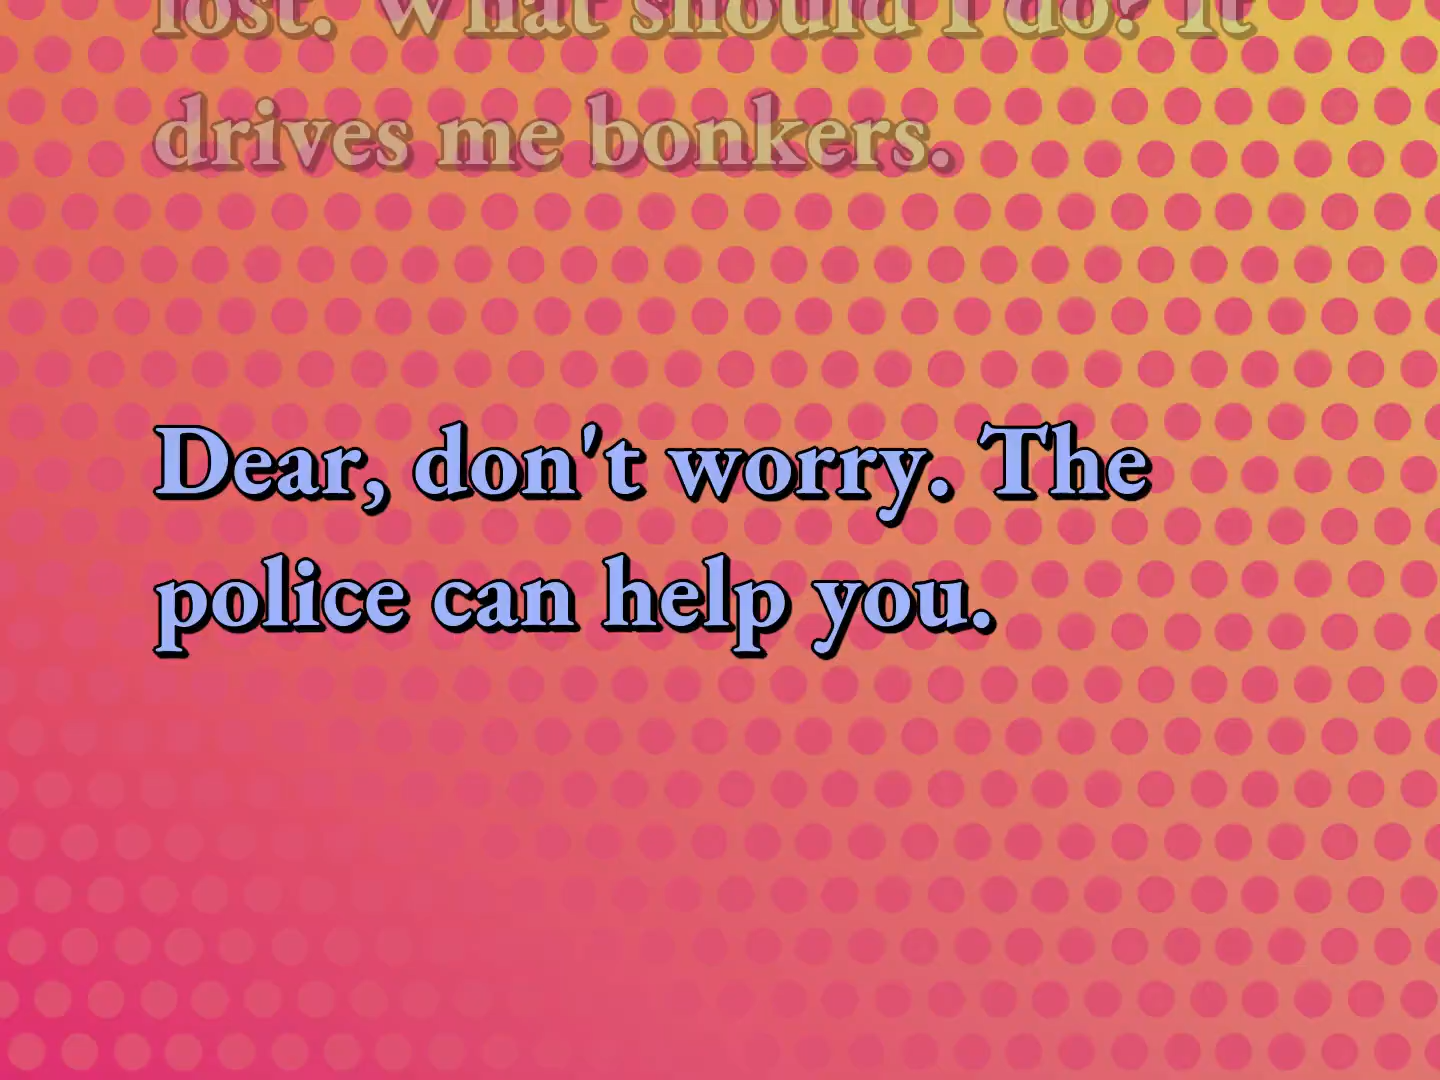 lost. What should I do? It
drives me bonkers.
Dear, don't worry. The
police can help you.